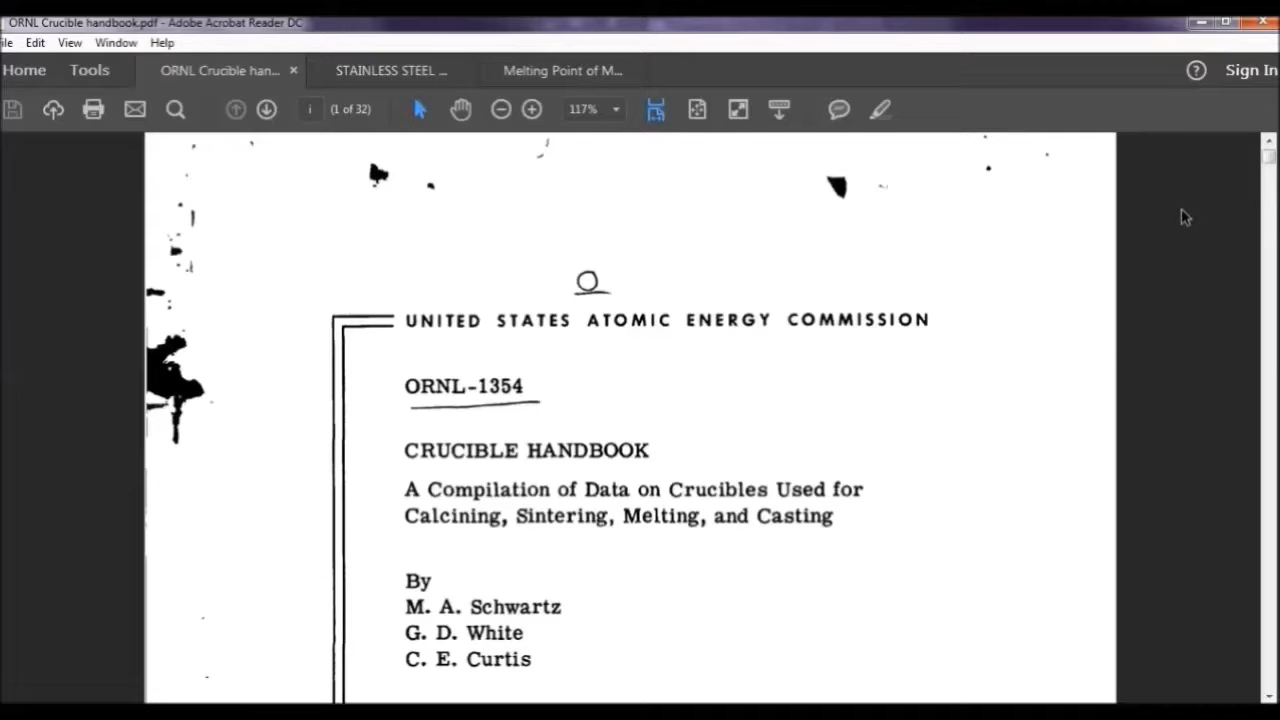 ORNL Crucible handbook.pdf - Adobe Acrobat Reader DC
ile Edit View Window Help
Home Tools ORNL Crucible han... × STAINLESS STEEL ... Melting Point of M... ? Sign In
i (1 of 32) 117%
O
UNITED STATES ATOMIC ENERGY COMMISSION
ORNL-1354
CRUCIBLE HANDBOOK
A Compilation of Data on Crucibles Used for
Calcining, Sintering, Melting, and Casting
By
M. A. Schwartz
G. D. White
C. E. Curtis